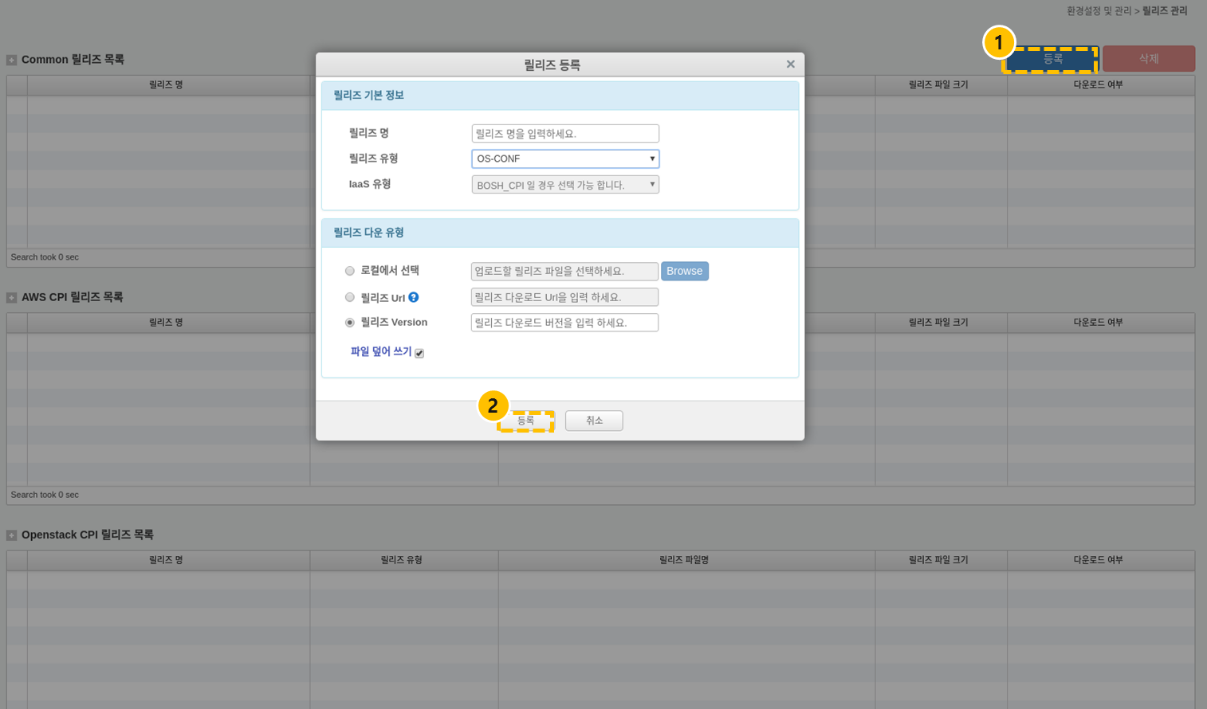 환경설정 및 관리 > 릴리즈 관리
1
Common 릴리즈 목록
등록
삭제
릴리즈 명
릴리즈 파일 크기
다운로드 여부
릴리즈 등록
×
릴리즈 기본 정보
릴리즈 명
릴리즈 명을 입력하세요.
릴리즈 유형
OS-CONF
IaaS 유형
BOSH_CPI 일 경우 선택 가능 합니다.
릴리즈 다운 유형
로컬에서 선택
업로드할 릴리즈 파일을 선택하세요.
Browse
릴리즈 Url ?
릴리즈 다운로드 Url을 입력 하세요.
릴리즈 Version
릴리즈 다운로드 버전을 입력 하세요.
파일 덮어 쓰기
2
등록
취소
Search took 0 sec
AWS CPI 릴리즈 목록
릴리즈 명
릴리즈 파일 크기
다운로드 여부
Search took 0 sec
Openstack CPI 릴리즈 목록
릴리즈 명
릴리즈 유형
릴리즈 파일명
릴리즈 파일 크기
다운로드 여부